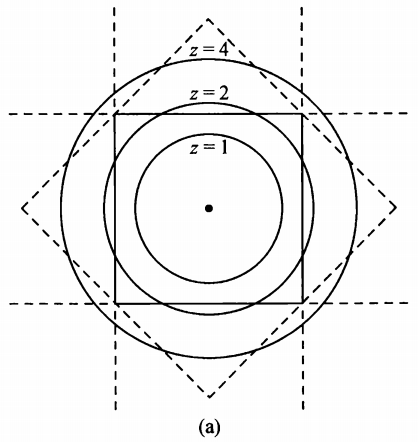 z = 4
z = 2
z = 1
(a)